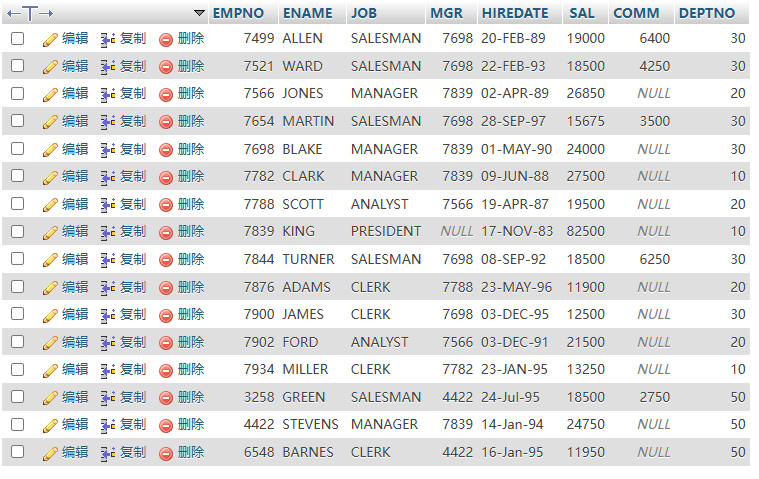 EMPNO ENAME JOB MGR HIREDATE SAL COMM DEPTNO
编辑 复制 删除 7499 ALLEN SALESMAN 7698 20-FEB-89 19000 6400 30
编辑 复制 删除 7521 WARD SALESMAN 7698 22-FEB-93 18500 4250 30
编辑 复制 删除 7566 JONES MANAGER 7839 02-APR-89 26850 NULL 20
编辑 复制 删除 7654 MARTIN SALESMAN 7698 28-SEP-97 15675 3500 30
编辑 复制 删除 7698 BLAKE MANAGER 7839 01-MAY-90 24000 NULL 30
编辑 复制 删除 7782 CLARK MANAGER 7839 09-JUN-88 27500 NULL 10
编辑 复制 删除 7788 SCOTT ANALYST 7566 19-APR-87 19500 NULL 20
编辑 复制 删除 7839 KING PRESIDENT NULL 17-NOV-83 82500 NULL 10
编辑 复制 删除 7844 TURNER SALESMAN 7698 08-SEP-92 18500 6250 30
编辑 复制 删除 7876 ADAMS CLERK 7788 23-MAY-96 11900 NULL 20
编辑 复制 删除 7900 JAMES CLERK 7698 03-DEC-95 12500 NULL 30
编辑 复制 删除 7902 FORD ANALYST 7566 03-DEC-91 21500 NULL 20
编辑 复制 删除 7934 MILLER CLERK 7782 23-JAN-95 13250 NULL 10
编辑 复制 删除 3258 GREEN SALESMAN 4422 24-Jul-95 18500 2750 50
编辑 复制 删除 4422 STEVENS MANAGER 7839 14-Jan-94 24750 NULL 50
编辑 复制 删除 6548 BARNES CLERK 4422 16-Jan-95 11950 NULL 50